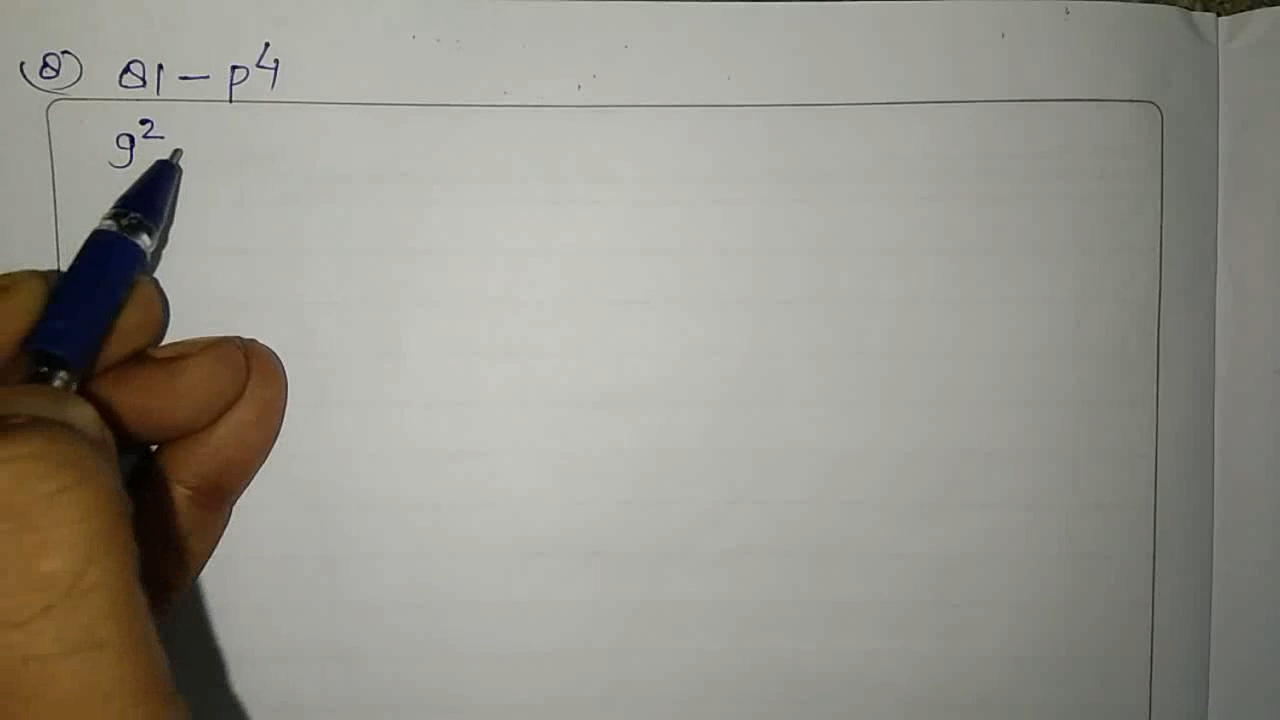 (8) 81 - p⁴
9²